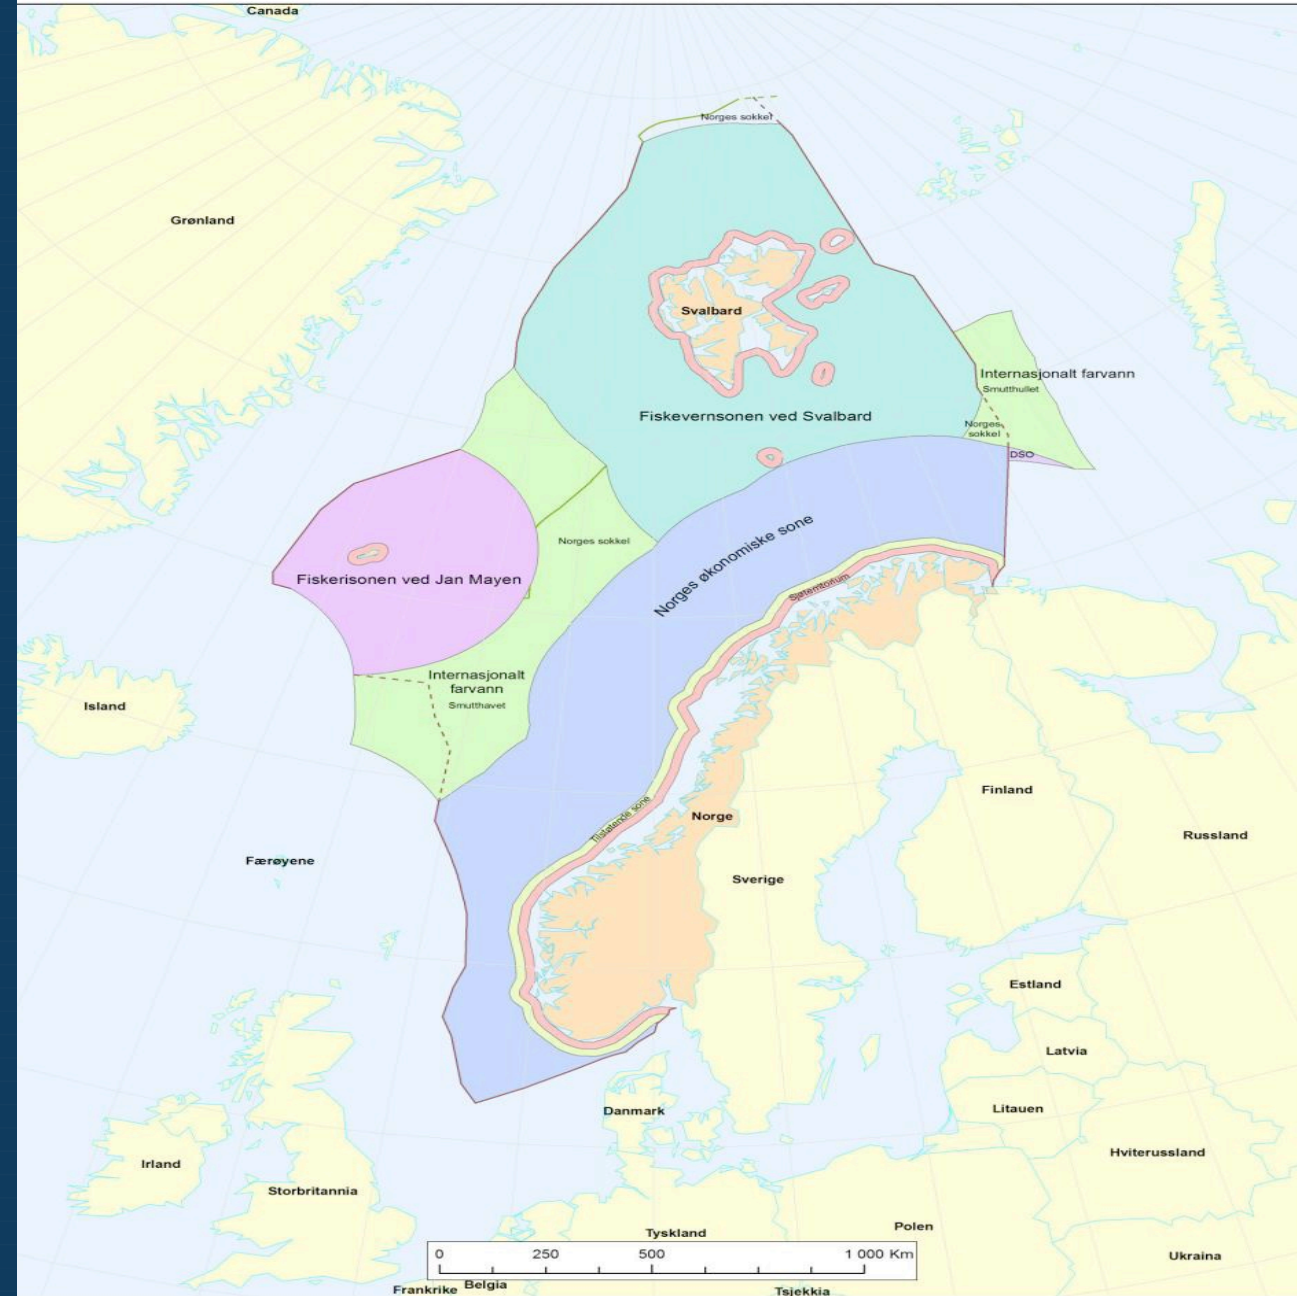 Canada
Norges sokkel
Grønland
Svalbard
Internasjonalt farvann
Smutthullet
Fiskevernsonen ved Svalbard
Norges
sokkel
DSO
Norges økonomiske sone
Norges sokkel
Fiskerisonen ved Jan Mayen
Sjøterritorium
Internasjonalt
farvann
Smutthavet
Island
Finland
Tilstøtende sone
Norge
Russland
Færøyene
Sverige
Estland
Latvia
Danmark
Litauen
Hviterussland
Irland
Storbritannia
Polen
Tyskland
0 250 500 1 000 Km
Ukraina
Belgia
Frankrike
Tsjekkia